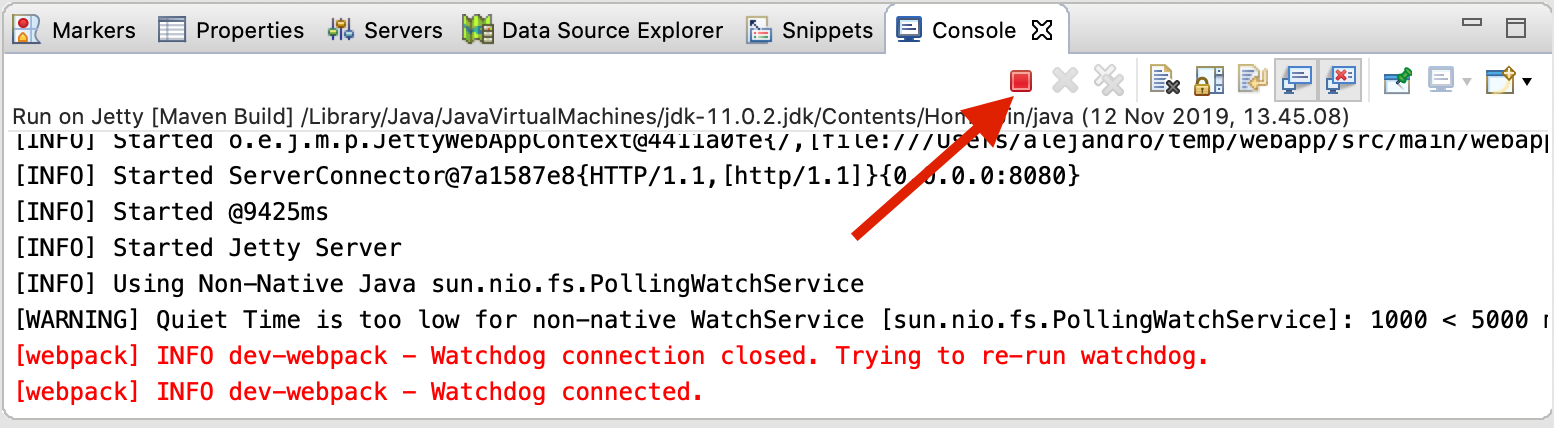 Markers Properties Servers Data Source Explorer Snippets Console
Run on Jetty [Maven Build] /Library/Java/JavaVirtualMachines/jdk-11.0.2.jdk/Contents/Hom in/java (12 Nov 2019, 13.45.08)
[INFO] Started o.e.j.m.p.JettyWebAppContext@4411a0fe{/,[file:///Users/alejandro/temp/webapp/src/main/webapp
[INFO] Started ServerConnector@7a1587e8{HTTP/1.1,[http/1.1]}{0.0.0.0:8080}
[INFO] Started @9425ms
[INFO] Started Jetty Server
[INFO] Using Non-Native Java sun.nio.fs.PollingWatchService
[WARNING] Quiet Time is too low for non-native WatchService [sun.nio.fs.PollingWatchService]: 1000 < 5000
[webpack] INFO dev-webpack - Watchdog connection closed. Trying to re-run watchdog.
[webpack] INFO dev-webpack - Watchdog connected.